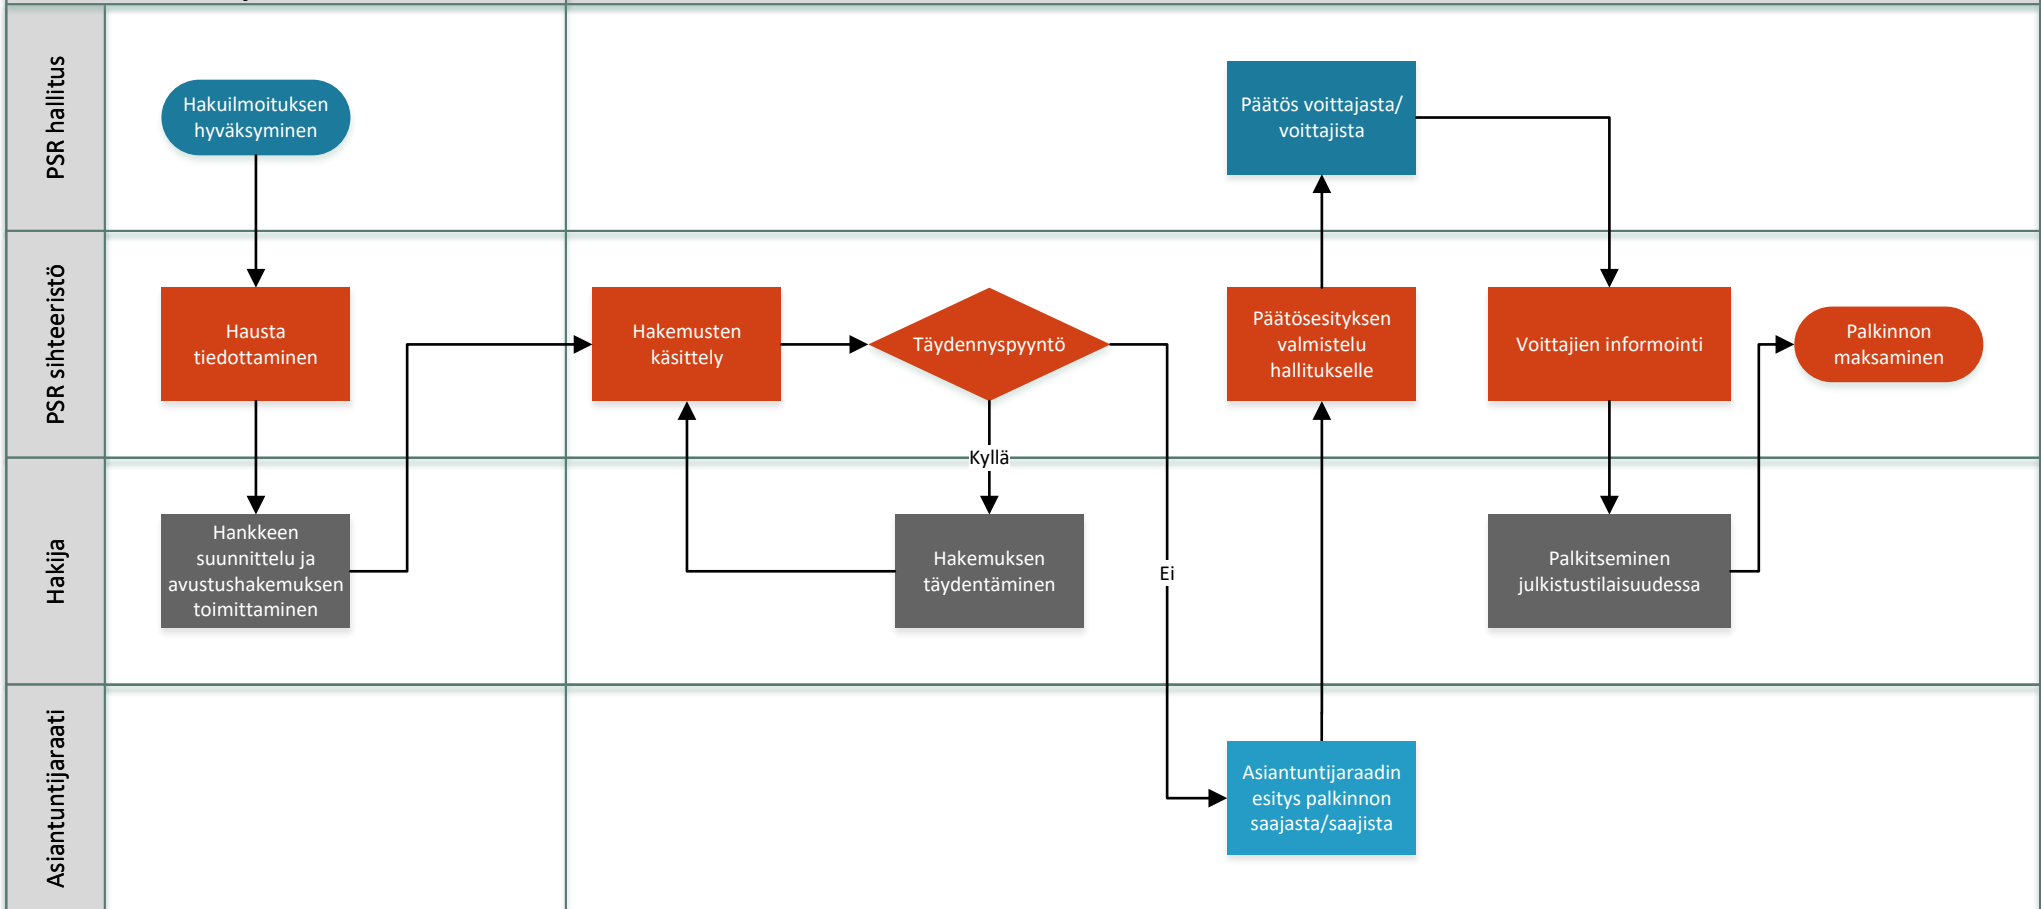 PSR hallitus
Hakuilmoituksen
hyväksyminen
Päätös voittajasta/
voittajista
PSR sihteeristö
Hausta
tiedottaminen
Hakemusten
käsittely
Täydennyspyyntö
Päätösesityksen
valmistelu
hallitukselle
Voittajien informointi
Palkinnon
maksaminen
Kyllä
Hakija
Hankkeen
suunnittelu ja
avustushakemuksen
toimittaminen
Hakemuksen
täydentäminen
Ei
Palkitseminen
julkistustilaisuudessa
Asiantuntijaraati
Asiantuntijaraadin
esitys palkinnon
saajasta/saajista